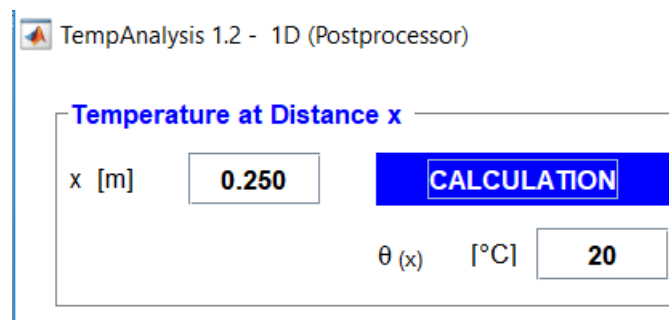 TempAnalysis 1.2 - 1D (Postprocessor)
Temperature at Distance x
x [m] 0.250 CALCULATION
θ (x) [°C] 20